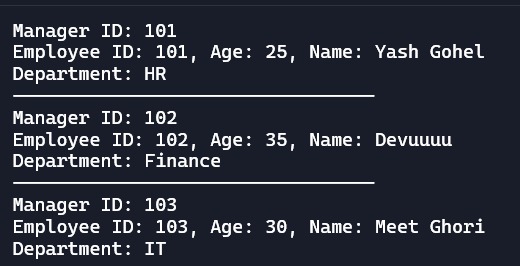 Manager ID: 101
Employee ID: 101, Age: 25, Name: Yash Gohel
Department: HR
Manager ID: 102
Employee ID: 102, Age: 35, Name: Devuuuu
Department: Finance
Manager ID: 103
Employee ID: 103, Age: 30, Name: Meet Ghori
Department: IT